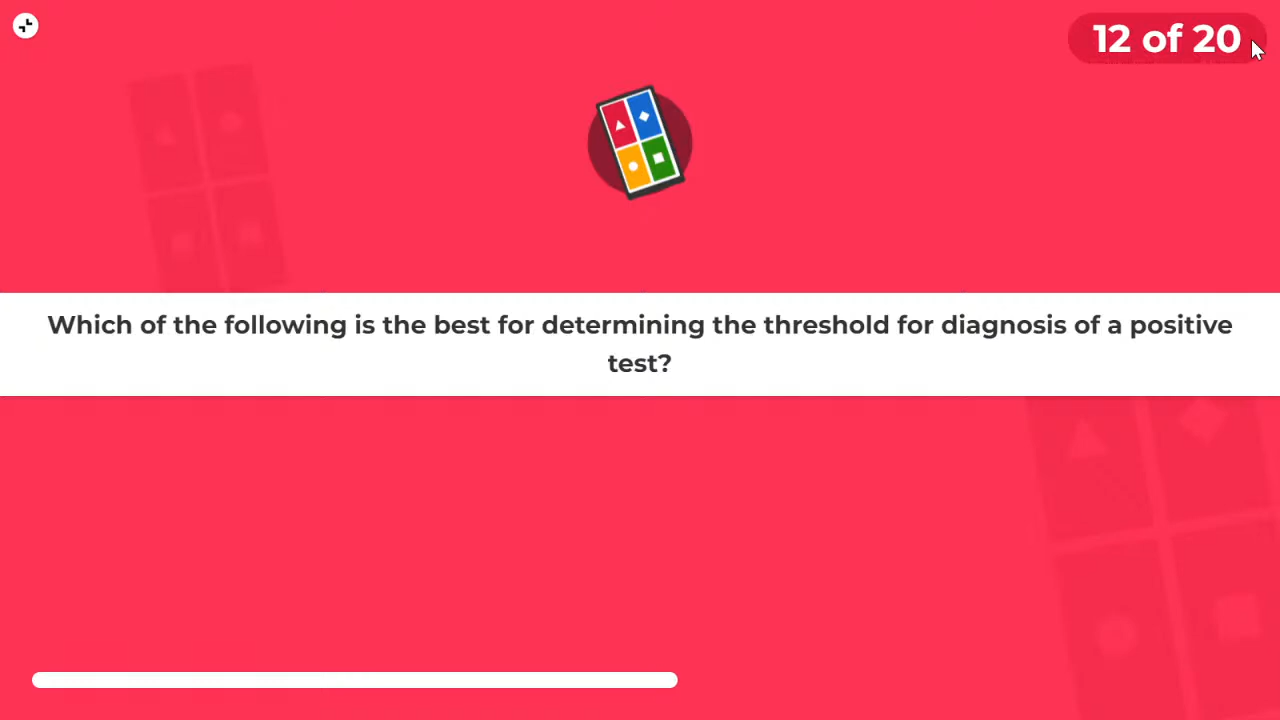 12 of 20
Which of the following is the best for determining the threshold for diagnosis of a positive
test?